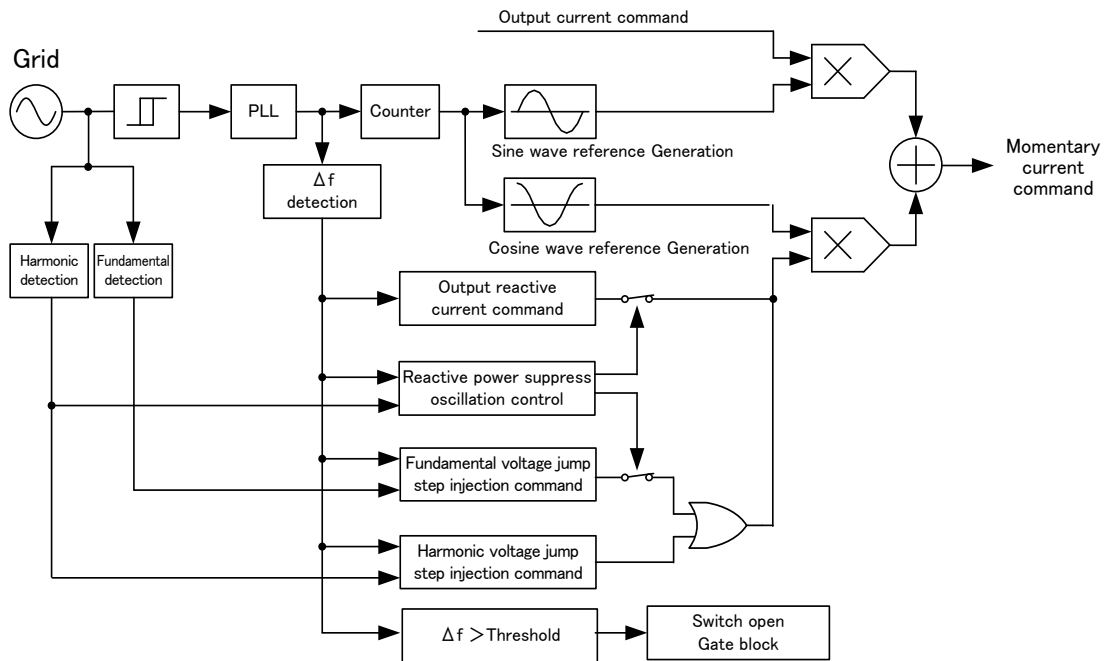 Output current command
Grid
PLL
Counter
Sine wave reference Generation
Momentary
current
command
Δf
detection
Cosine wave reference Generation
Harmonic
detection
Fundamental
detection
Output reactive
current command
Reactive power suppress
oscillation control
Fundamental voltage jump
step injection command
Harmonic voltage jump
step injection command
Δf >Threshold
Switch open
Gate block